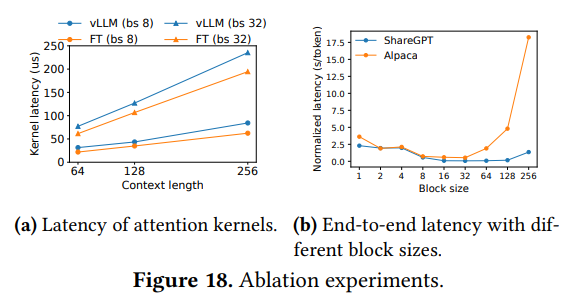 vLLM (bs 8) vLLM (bs 32)
FT (bs 8) FT (bs 32)
250
200
150
100
50
0
Kernel latency (us)
64 128 256
Context length
ShareGPT
Alpaca
17.5
15.0
12.5
10.0
7.5
5.0
2.5
0.0
Normalized latency (s/token)
1 2 4 8 16 32 64 128 256
Block size
(a) Latency of attention kernels.
(b) End-to-end latency with dif-
ferent block sizes.
Figure 18. Ablation experiments.